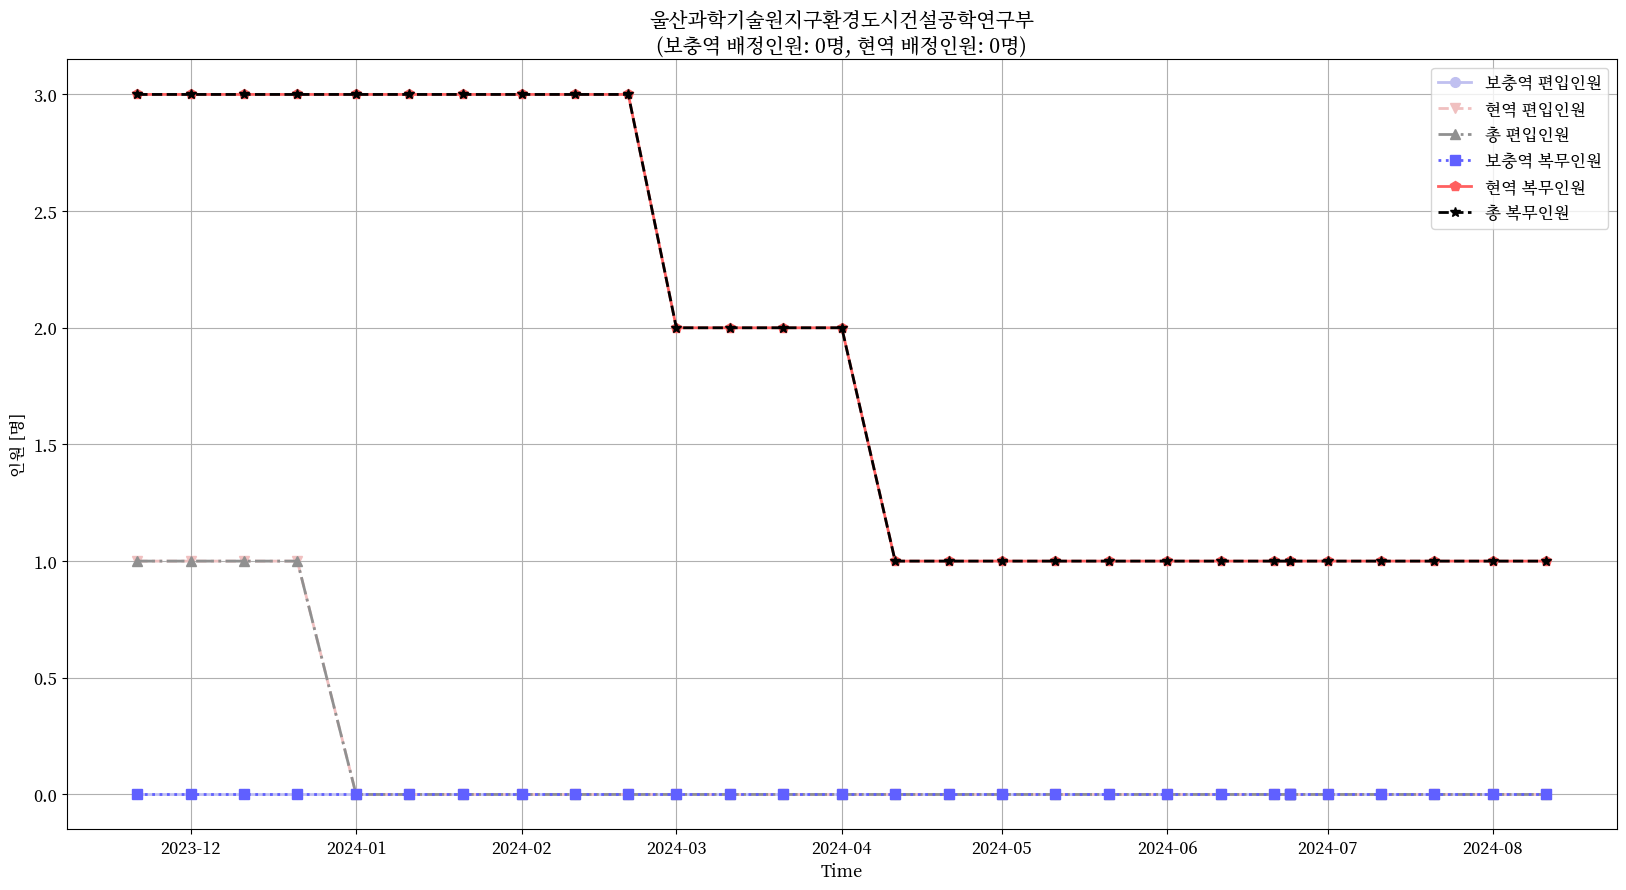 울산과학기술원지구환경도시건설공학연구부
(보충역 배정인원: 0명, 현역 배정인원: 0명)
보충역 편입인원
현역 편입인원
총 편입인원
보충역 복무인원
현역 복무인원
총 복무인원
인원 [명]
3.0
2.5
2.0
1.5
1.0
0.5
0.0
2023-12
2024-01
2024-02
2024-03
2024-04
2024-05
2024-06
2024-07
2024-08
Time